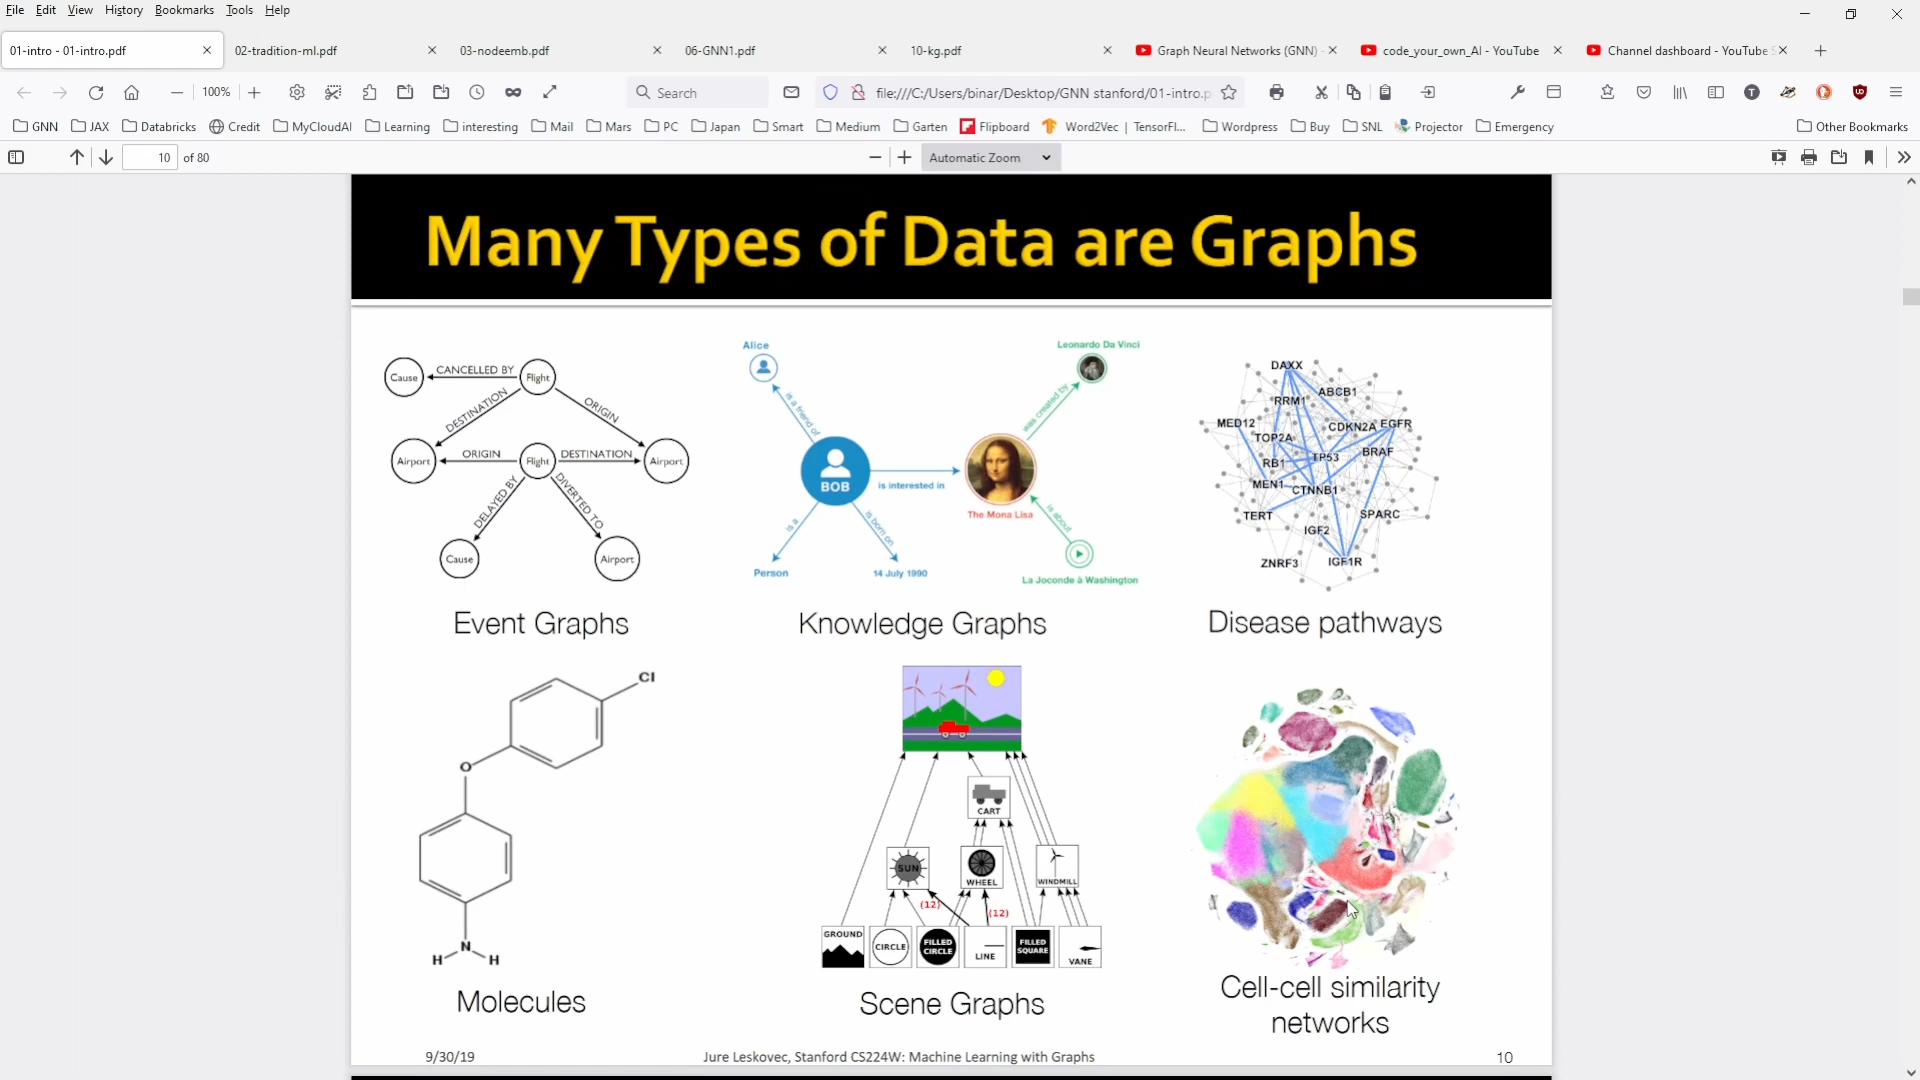 File Edit View History Bookmarks Tools Help
01-intro - 01-intro.pdf
02-tradition-ml.pdf
03-nodeemb.pdf
06-GNN1.pdf
10-kg.pdf
Graph Neural Networks (GNN) -
code_your_own_AI - YouTube
Channel dashboard - YouTube S
100%
Search
file:///C:/Users/binar/Desktop/GNN stanford/01-intro.p
GNN JAX Databricks Credit MyCloudAI Learning interesting Mail Mars PC Japan Smart Medium Garten Flipboard Word2Vec | TensorFl... Wordpress Buy SNL Projector Emergency Other Bookmarks
10 of 80
Automatic Zoom
Many Types of Data are Graphs
Cause
CANCELLED BY
Flight
DESTINATION
ORIGIN
Airport
ORIGIN
Flight
DESTINATION
Airport
DELAYED BY
DIVERTED TO
Cause
Airport
Event Graphs
Alice
Leonardo Da Vinci
is a friend of
was created by
BOB
is interested in
The Mona Lisa
is a
is born on
is about
Person
14 July 1990
La Joconde à Washington
Knowledge Graphs
DAXX
ABCB1
RRM1
MED12
CDKN2A
EGFR
TOP2A
BRAF
TP53
RB1
MEN1
CTNNB1
TERT
SPARC
IGF2
ZNRF3
IGF1R
Disease pathways
Cl
O
N
H
H
Molecules
CART
SUN
WHEEL
WINDMILL
(12)
(12)
GROUND
CIRCLE
FILLED
CIRCLE
LINE
FILLED
SQUARE
VANE
Scene Graphs
Cell-cell similarity
networks
9/30/19
Jure Leskovec, Stanford CS224W: Machine Learning with Graphs
10